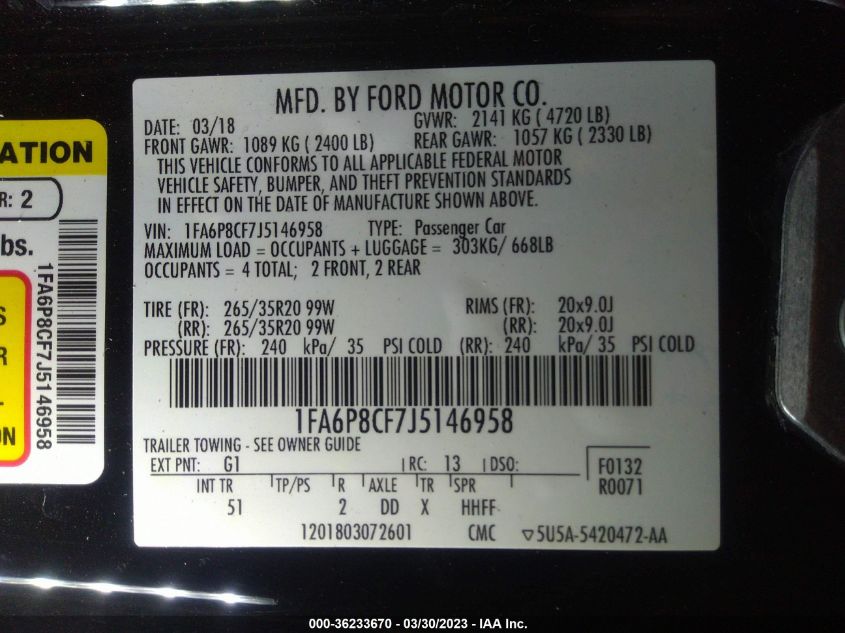 MFD. BY FORD MOTOR CO.
DATE: 03/18 GVWR: 2141 KG ( 4720 LB)
FRONT GAWR: 1089 KG ( 2400 LB) REAR GAWR: 1057 KG ( 2330 LB)
THIS VEHICLE CONFORMS TO ALL APPLICABLE FEDERAL MOTOR
VEHICLE SAFETY, BUMPER, AND THEFT PREVENTION STANDARDS
IN EFFECT ON THE DATE OF MANUFACTURE SHOWN ABOVE.
VIN: 1FA6P8CF7J5146958 TYPE: Passenger Car
MAXIMUM LOAD = OCCUPANTS + LUGGAGE = 303KG/ 668LB
OCCUPANTS = 4 TOTAL; 2 FRONT, 2 REAR
TIRE (FR): 265/35R20 99W RIMS (FR): 20x9.0J
(RR): 265/35R20 99W (RR): 20x9.0J
PRESSURE (FR): 240 kPa/ 35 PSI COLD (RR): 240 kPa/ 35 PSI COLD
1FA6P8CF7J5146958
TRAILER TOWING - SEE OWNER GUIDE
EXT PNT: G1 RC: 13 DSO: F0132
INT TR TP/PS R AXLE TR SPR R0071
51 2 DD X HHFF
1201803072601 CMC 5U5A-5420472-AA
ATION
R: 2
bs.
1FA6P8CF7J5146958
S
R
ON
000-36233670 - 03/30/2023 - IAA Inc.